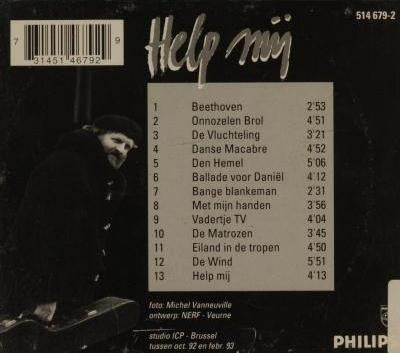 Help mij
514 679-2
7 31451 46792 9
1 Beethoven 2'53
2 Onnozelen Brol 4'51
3 De Vluchteling 3'21
4 Danse Macabre 4'52
5 Den Hemel 5'06
6 Ballade voor Daniël 4'12
7 Bange blankeman 2'31
8 Met mijn handen 3'56
9 Vadertje TV 4'04
10 De Matrozen 3'45
11 Eiland in de tropen 4'50
12 De Wind 5'51
13 Help mij 4'13
foto: Michel Vanneuville
ontwerp: NERF - Veurne
studio ICP - Brussel
tussen oct. 92 en febr. 93
PHILIP